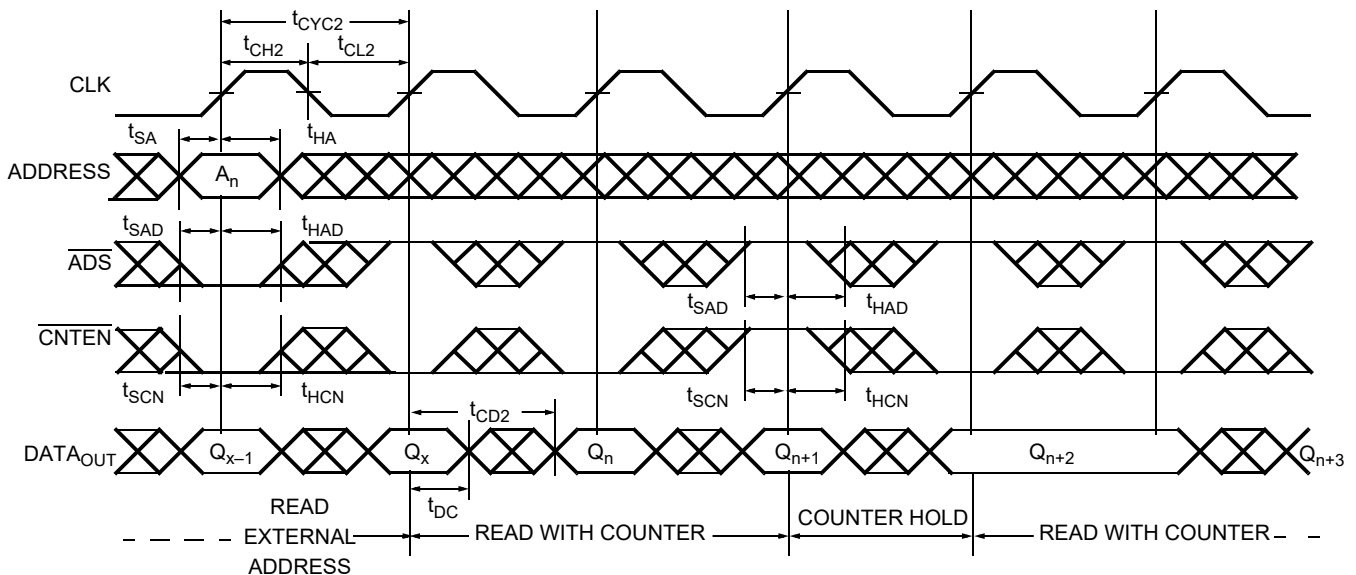 tCYC2
tCH2
tCL2
CLK
tSA
tHA
ADDRESS
An
tSAD
tHAD
ADS
tSAD
tHAD
CNTEN
tSCN
tHCN
tSCN
tHCN
tCD2
DATAOUT
Qx–1
Qx
Qn
Qn+1
Qn+2
Qn+3
tDC
READ
EXTERNAL
ADDRESS
READ WITH COUNTER
COUNTER HOLD
READ WITH COUNTER